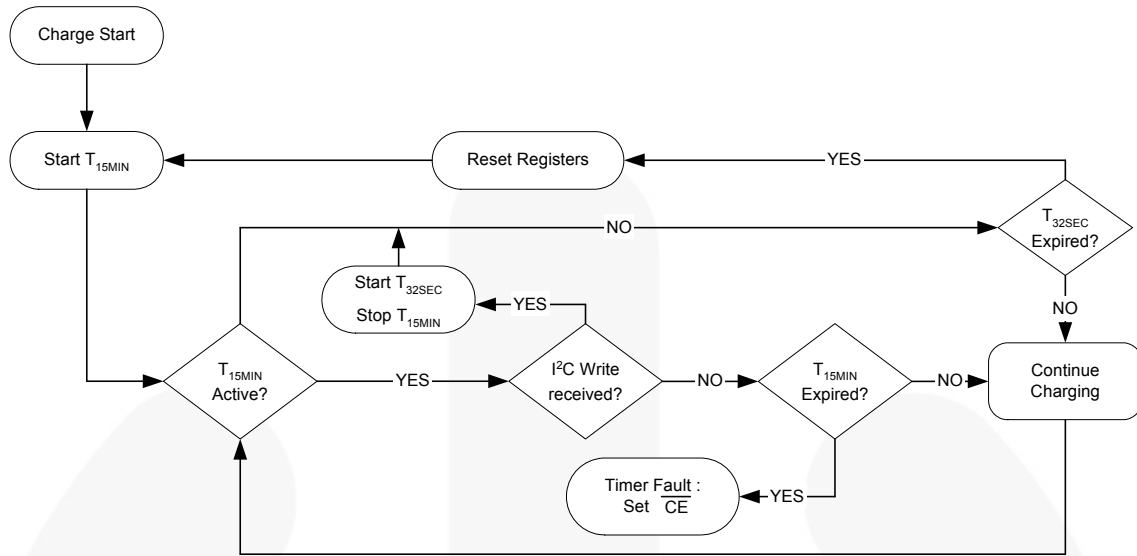 Charge Start
Start T15MIN
Reset Registers
YES
T32SEC
Expired?
NO
Start T32SEC
Stop T15MIN
YES
NO
T15MIN
Active?
YES
I²C Write
received?
NO
T15MIN
Expired?
NO
Continue
Charging
Timer Fault :
Set C̅E̅
YES